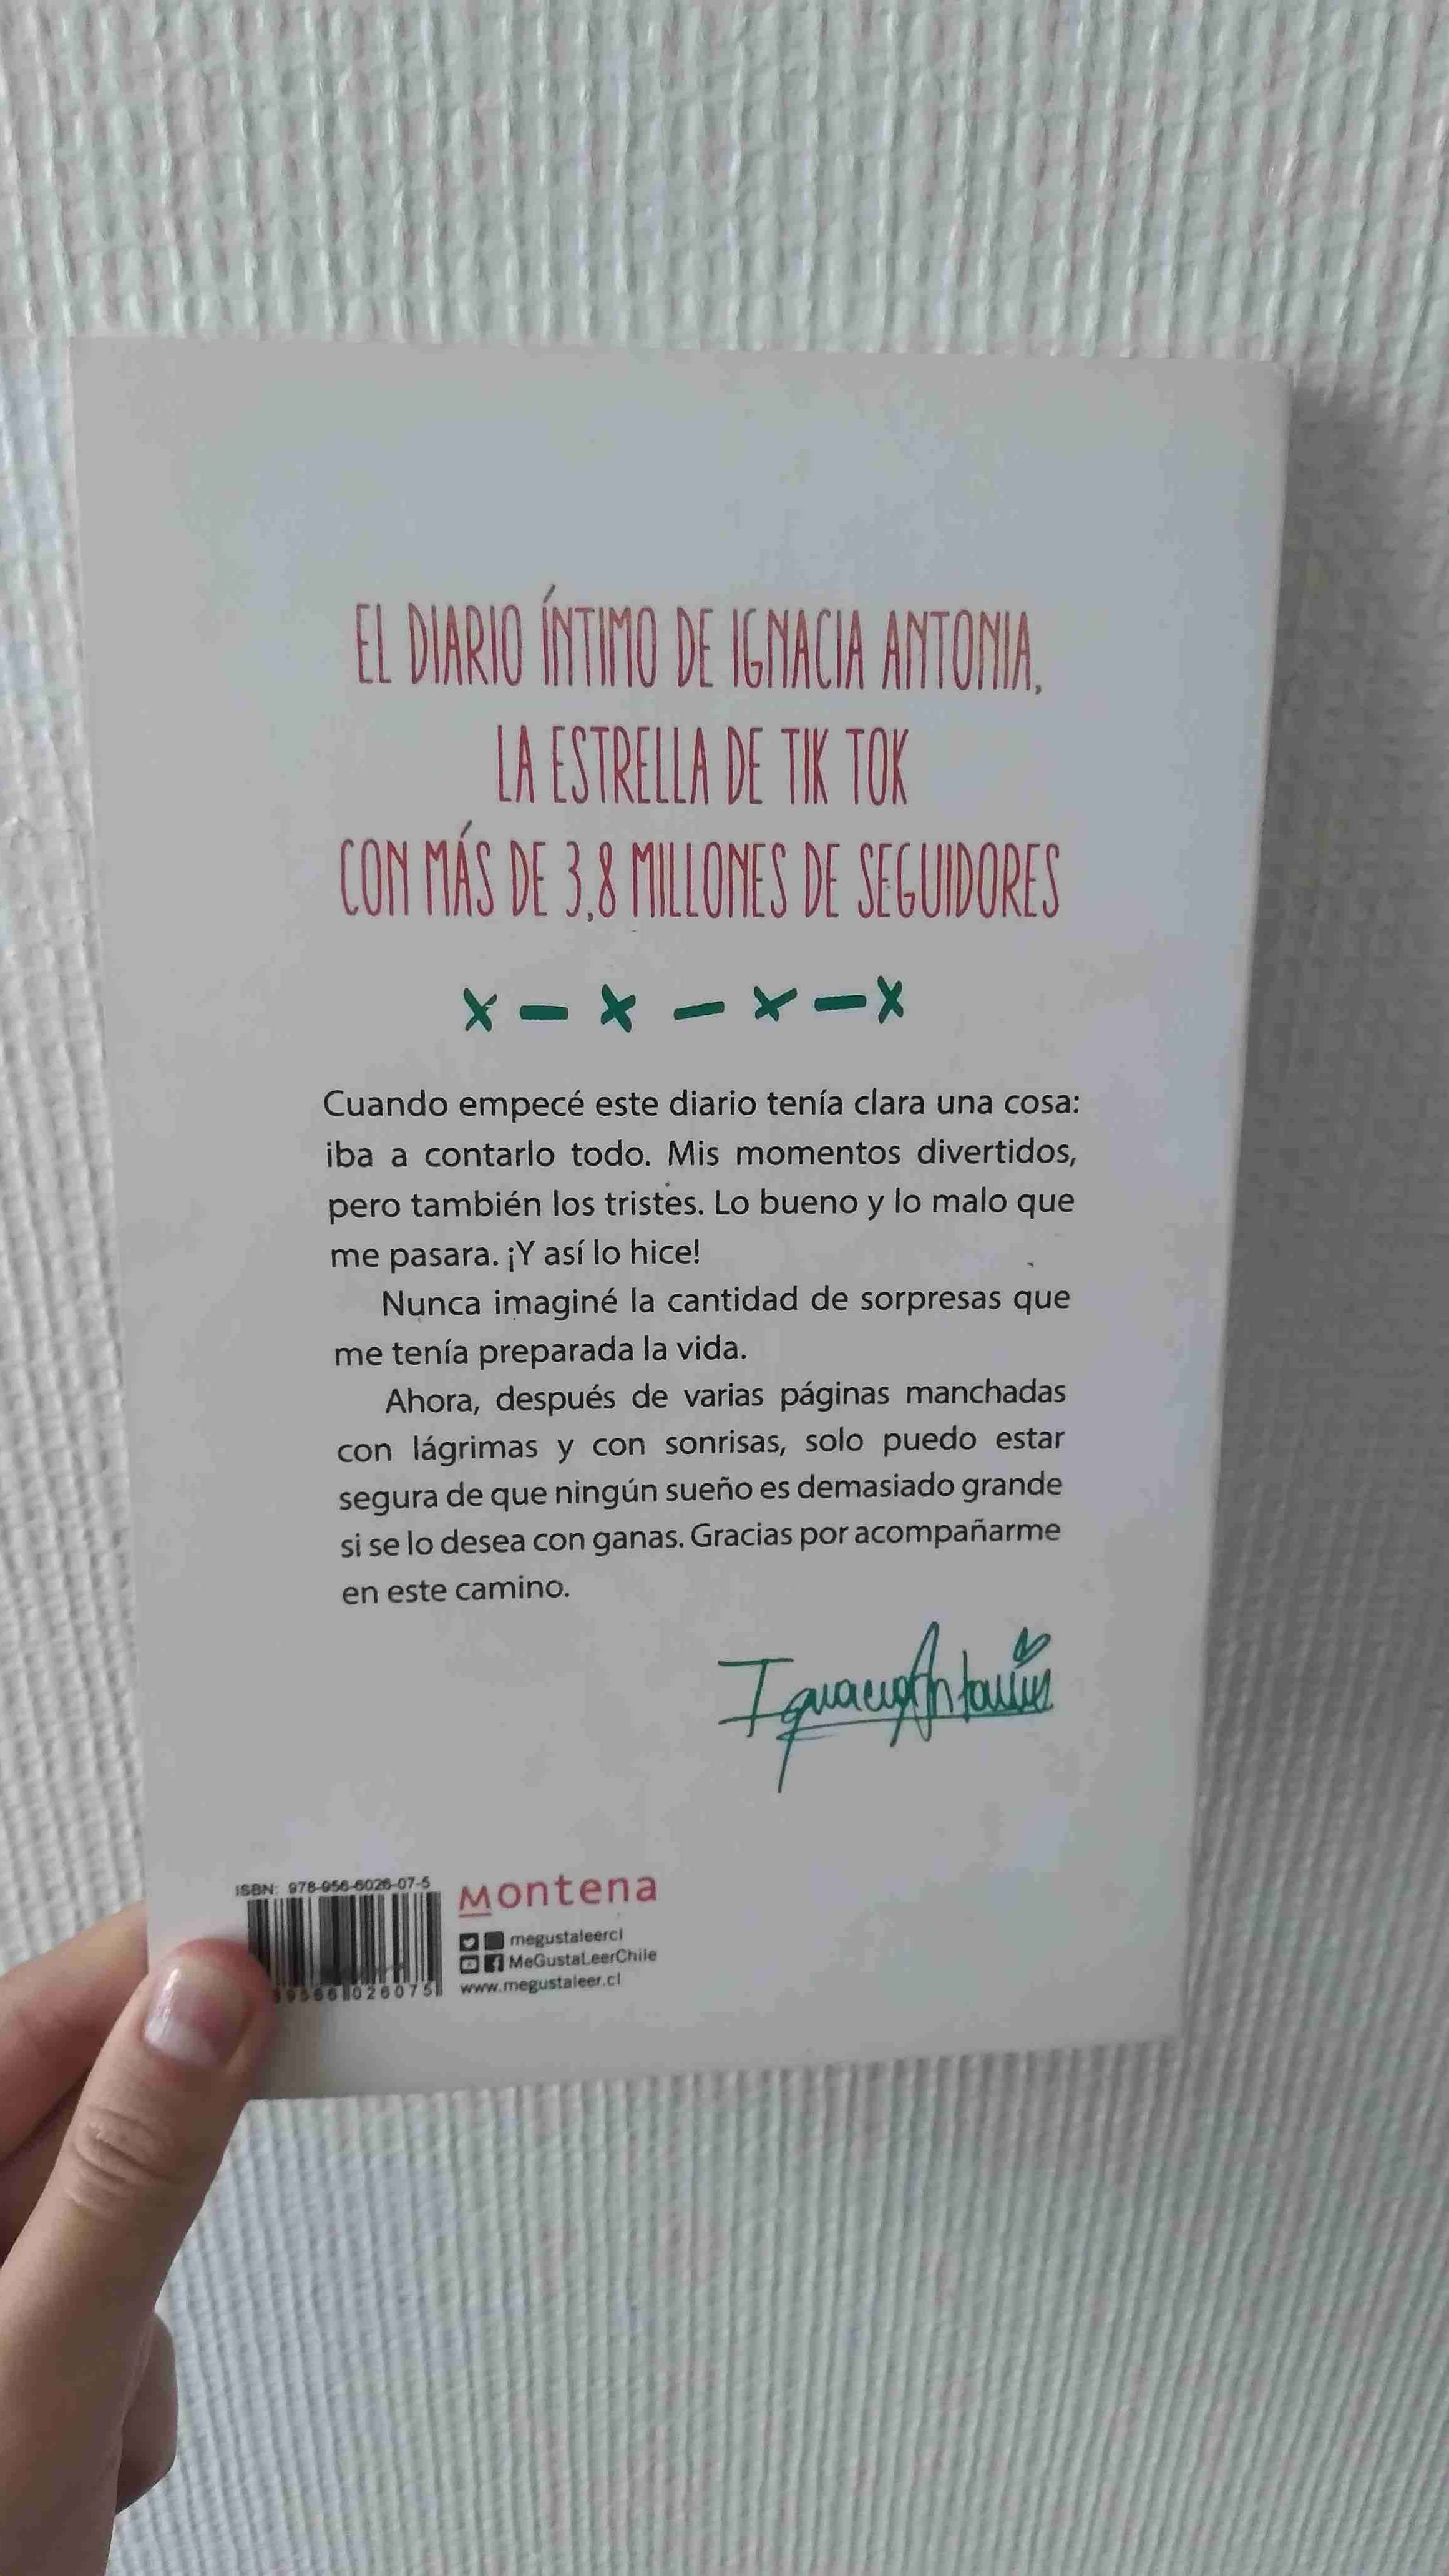 EL DIARIO ÍNTIMO DE IGNACIA ANTONIA,
LA ESTRELLA DE TIK TOK
CON MÁS DE 3,8 MILLONES DE SEGUIDORES
Cuando empecé este diario tenía clara una cosa:
iba a contarlo todo. Mis momentos divertidos,
pero también los tristes. Lo bueno y lo malo que
me pasara. ¡Y así lo hice!
Nunca imaginé la cantidad de sorpresas que
me tenía preparada la vida.
Ahora, después de varias páginas manchadas
con lágrimas y con sonrisas, solo puedo estar
segura de que ningún sueño es demasiado grande
si se lo desea con ganas. Gracias por acompañarme
en este camino.
Ignacia Antonia
ISBN: 978-956-6026-07-5
Montena
megustaleercl
MeGustaLeerChile
www.megustaleer.cl